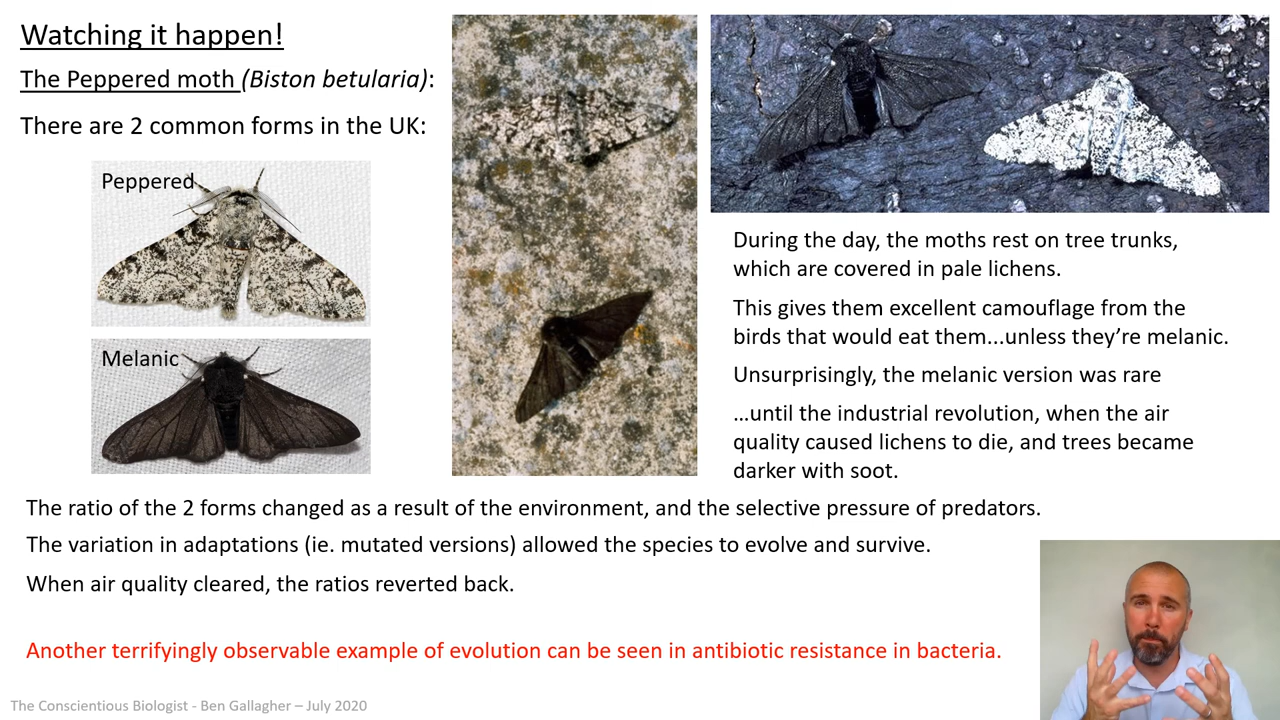 Watching it happen!
The Peppered moth (Biston betularia):
There are 2 common forms in the UK:
Peppered
Melanic
During the day, the moths rest on tree trunks,
which are covered in pale lichens.
This gives them excellent camouflage from the
birds that would eat them...unless they’re melanic.
Unsurprisingly, the melanic version was rare
…until the industrial revolution, when the air
quality caused lichens to die, and trees became
darker with soot.
The ratio of the 2 forms changed as a result of the environment, and the selective pressure of predators.
The variation in adaptations (ie. mutated versions) allowed the species to evolve and survive.
When air quality cleared, the ratios reverted back.
Another terrifyingly observable example of evolution can be seen in antibiotic resistance in bacteria.
The Conscientious Biologist - Ben Gallagher – July 2020